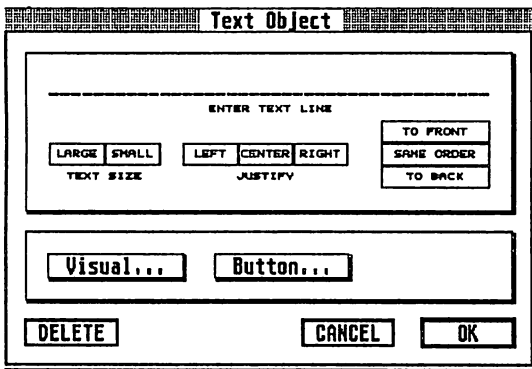 Text Object
ENTER TEXT LINE
TO FRONT
LARGE SMALL LEFT CENTER RIGHT SAME ORDER
TEXT SIZE JUSTIFY TO BACK
Visual... Button...
DELETE CANCEL OK